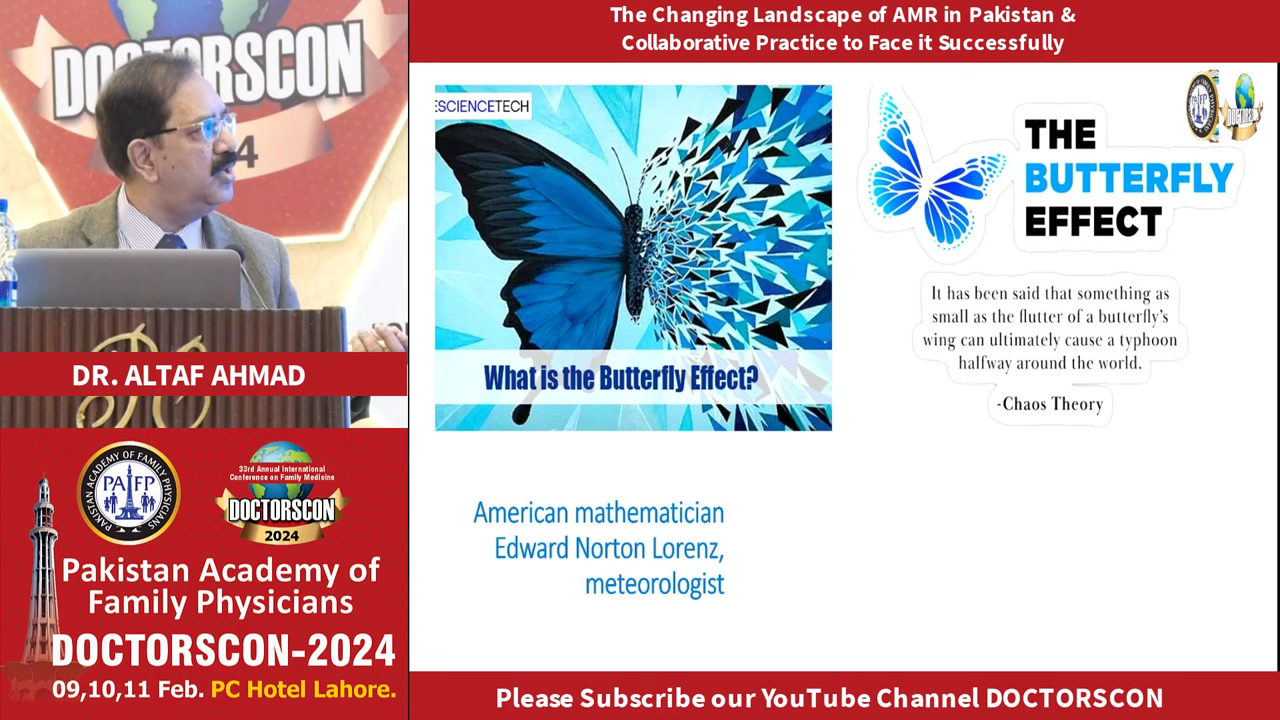 The Changing Landscape of AMR in Pakistan &
Collaborative Practice to Face it Successfully
DR. ALTAF AHMAD
PAFP
PAKISTAN ACADEMY OF FAMILY PHYSICIANS
33rd Annual International
Conference on Family Medicine
DOCTORSCON
2024
Pakistan Academy of
Family Physicians
DOCTORSCON-2024
09,10,11 Feb. PC Hotel Lahore.
ESCIENCETECH
What is the Butterfly Effect?
THE
BUTTERFLY
EFFECT
It has been said that something as
small as the flutter of a butterfly's
wing can ultimately cause a typhoon
halfway around the world.
-Chaos Theory
American mathematician
Edward Norton Lorenz,
meteorologist
Please Subscribe our YouTube Channel DOCTORSCON